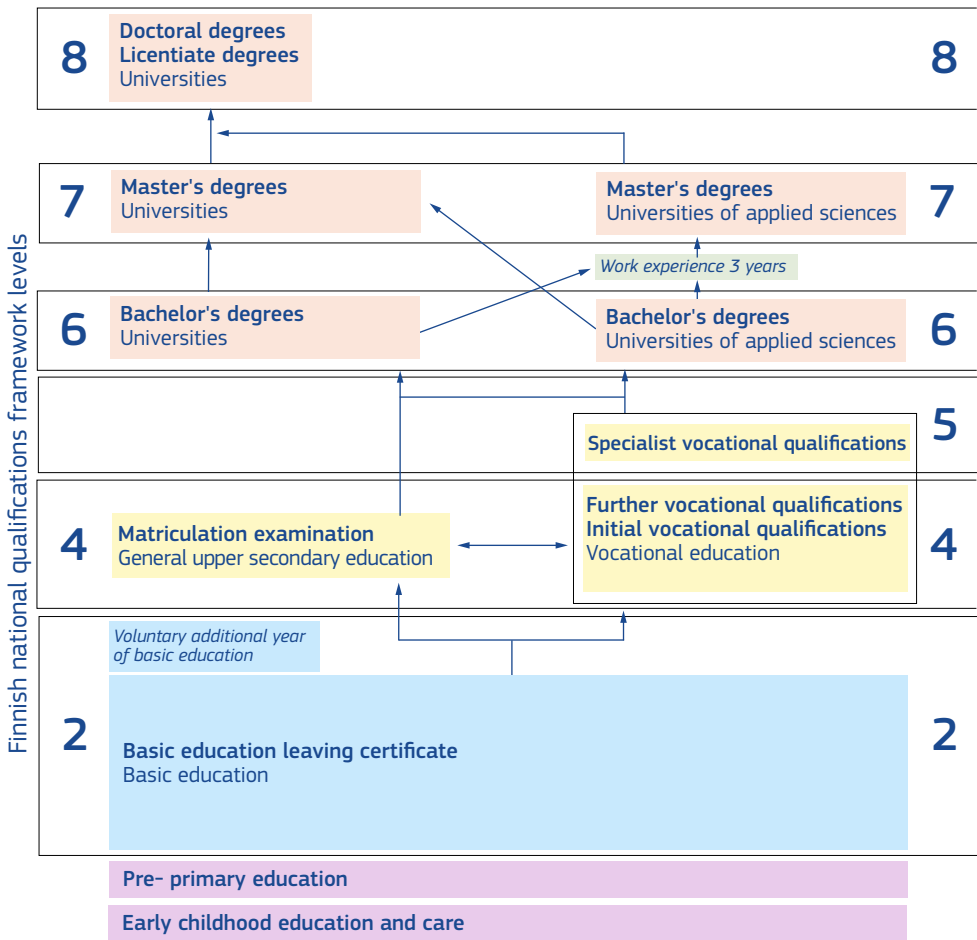 Finnish national qualifications framework levels
8
Doctoral degrees
Licentiate degrees
Universities
8
7
Master's degrees
Universities
Master's degrees
Universities of applied sciences
7
Work experience 3 years
6
Bachelor's degrees
Universities
Bachelor's degrees
Universities of applied sciences
6
5
Specialist vocational qualifications
4
Matriculation examination
General upper secondary education
Further vocational qualifications
Initial vocational qualifications
Vocational education
4
Voluntary additional year
of basic education
2
Basic education leaving certificate
Basic education
2
Pre- primary education
Early childhood education and care